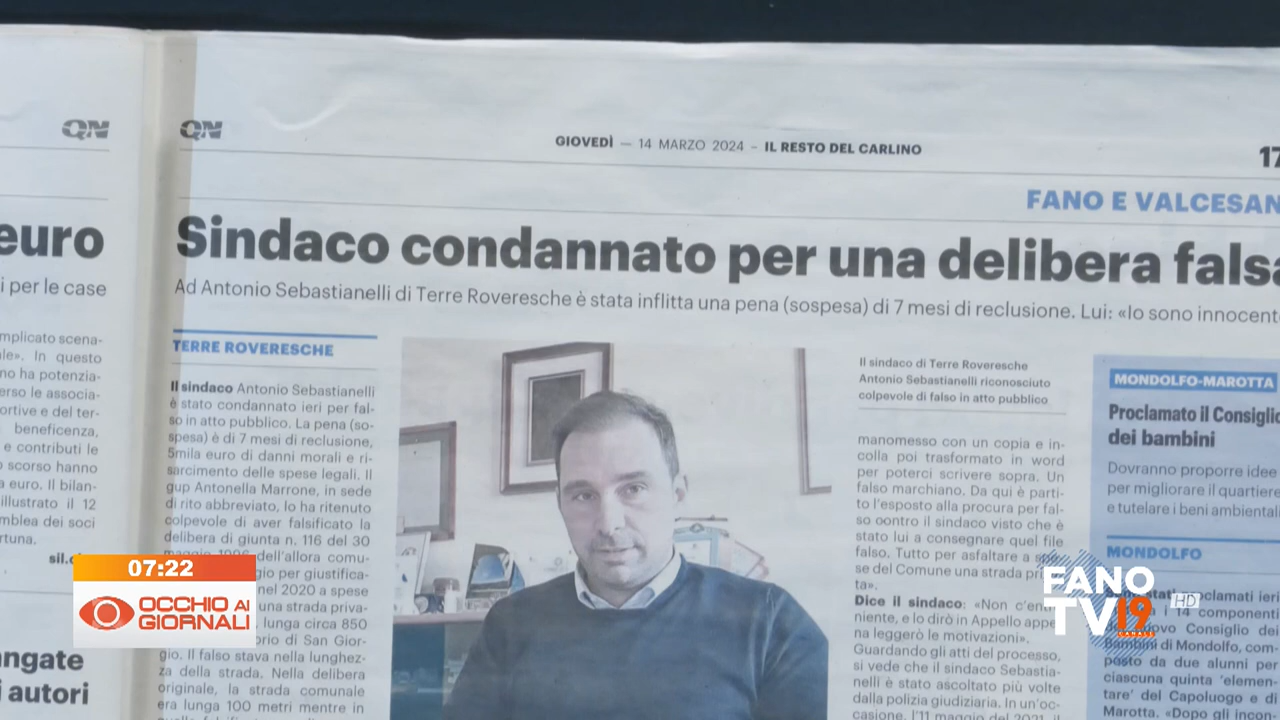 QN
QN
GIOVEDÌ — 14 MARZO 2024 – IL RESTO DEL CARLINO
FANO E VALCESAN
euro
i per le case
mplicato scena-
le». In questo
no ha potenzia-
erso le associa-
ortive e del ter-
beneficenza,
e contributi le
scorso hanno
a euro. Il bilan-
illustrato il 12
mblea dei soci
rtuna.
ngate
i autori
Sindaco condannato per una delibera falsa
Ad Antonio Sebastianelli di Terre Roveresche è stata inflitta una pena (sospesa) di 7 mesi di reclusione. Lui: «Io sono innocente
TERRE ROVERESCHE
Il sindaco Antonio Sebastianelli
è stato condannato ieri per fal-
so in atto pubblico. La pena (so-
spesa) è di 7 mesi di reclusione,
5mila euro di danni morali e ri-
sarcimento delle spese legali. Il
gup Antonella Marrone, in sede
di rito abbreviato, lo ha ritenuto
colpevole di aver falsificato la
delibera di giunta n. 116 del 30
maggio 1996 dell'allora comu-
gio per giustifica-
nel 2020 a spese
una strada priva-
lunga circa 850
orio di San Gior-
gio. Il falso stava nella lunghez-
za della strada. Nella delibera
originale, la strada comunale
era lunga 100 metri mentre in
Il sindaco di Terre Roveresche
Antonio Sebastianelli riconosciuto
colpevole di falso in atto pubblico
manomesso con un copia e in-
colla poi trasformato in word
per poterci scrivere sopra. Un
falso marchiano. Da qui è parti-
to l'esposto alla procura per fal-
so contro il sindaco visto che è
stato lui a consegnare quel file
falso. Tutto per asfaltare a
se del Comune una strada
ta».
Dice il sindaco: «Non c'en
niente, e lo dirò in Appello appe
na leggerò le motivazioni».
Guardando gli atti del processo,
si vede che il sindaco Sebastia-
nelli è stato ascoltato più volte
dalla polizia giudiziaria. In un'oc-
casione, l'11 maggio del 2021, il
MONDOLFO-MAROTTA
Proclamato il Consiglio
dei bambini
Dovranno proporre idee
per migliorare il quartiere
e tutelare i beni ambientali
MONDOLFO
proclamati ieri
i 14 componenti
Consiglio dei
Bambini di Mondolfo, com-
posto da due alunni per
ciascuna quinta 'elemen-
tare' del Capoluogo e di
Marotta. «Dopo gli incon-
07:22
OCCHIO AI
GIORNALI
FANO
TV19
HD